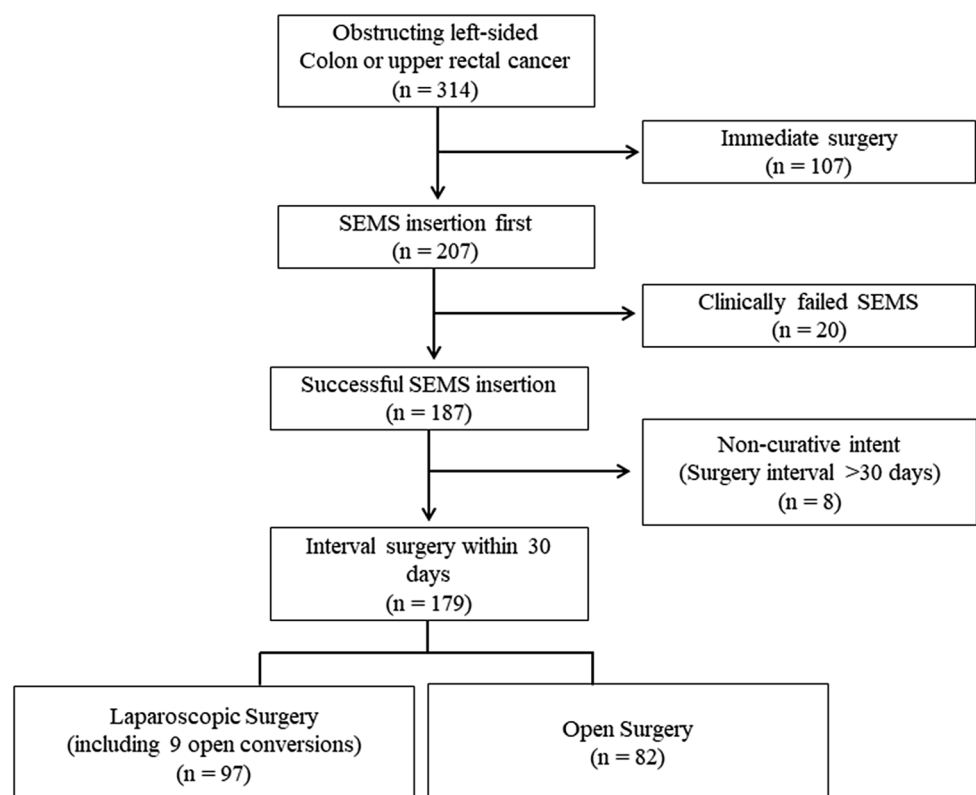 Obstructing left-sided
Colon or upper rectal cancer
(n = 314)
Immediate surgery
(n = 107)
SEMS insertion first
(n = 207)
Clinically failed SEMS
(n = 20)
Successful SEMS insertion
(n = 187)
Non-curative intent
(Surgery interval >30 days)
(n = 8)
Interval surgery within 30
days
(n = 179)
Laparoscopic Surgery
(including 9 open conversions)
(n = 97)
Open Surgery
(n = 82)